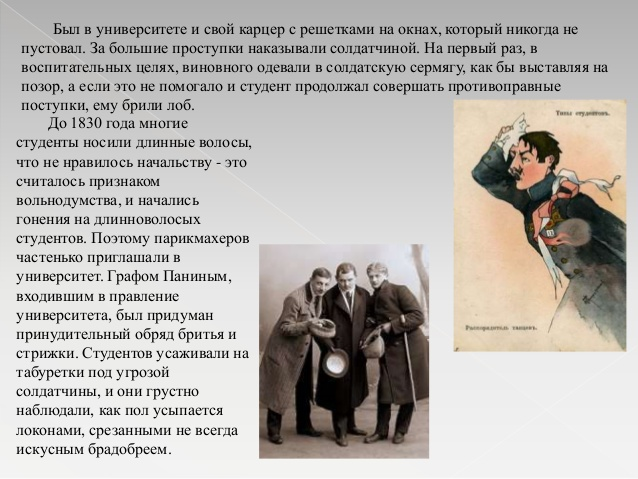 Был в университете и свой карцер с решетками на окнах, который никогда не
пустовал. За большие проступки наказывали солдатчиной. На первый раз, в
воспитательных целях, виновного одевали в солдатскую сермягу, как бы выставляя на
позор, а если это не помогало и студент продолжал совершать противоправные
поступки, ему брили лоб.
До 1830 года многие
студенты носили длинные волосы,
что не нравилось начальству - это
считалось признаком
вольнодумства, и начались
гонения на длинноволосых
студентов. Поэтому парикмахеров
частенько приглашали в
университет. Графом Паниным,
входившим в правление
университета, был придуман
принудительный обряд бритья и
стрижки. Студентов усаживали на
табуретки под угрозой
солдатчины, и они грустно
наблюдали, как пол усыпается
локонами, срезанными не всегда
искусным брадобреем.
Типы студентовъ.
Распорядитель танцевъ.